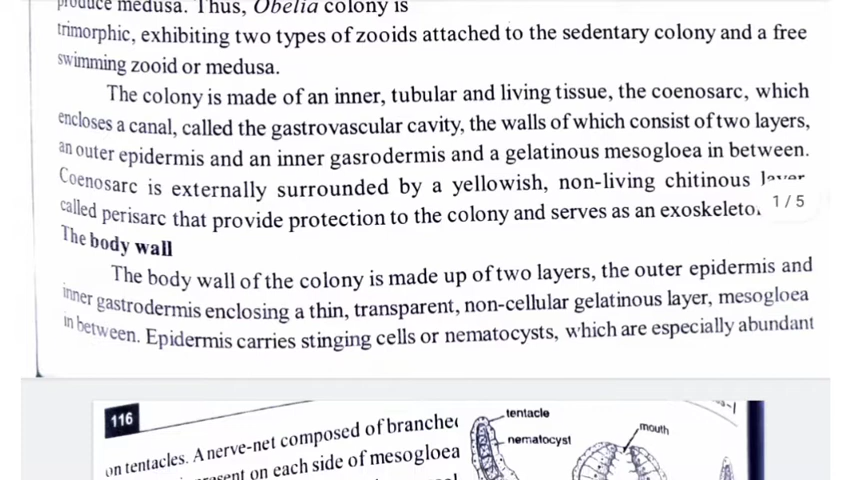 produce medusa. Thus, Obelia colony is
trimorphic, exhibiting two types of zooids attached to the sedentary colony and a free
swimming zooid or medusa.
The colony is made of an inner, tubular and living tissue, the coenosarc, which
encloses a canal, called the gastrovascular cavity, the walls of which consist of two layers,
an outer epidermis and an inner gasrodermis and a gelatinous mesogloea in between.
Coenosarc is externally surrounded by a yellowish, non-living chitinous layer
called perisarc that provide protection to the colony and serves as an exoskeleto
1 / 5
The body wall
The body wall of the colony is made up of two layers, the outer epidermis and
inner gastrodermis enclosing a thin, transparent, non-cellular gelatinous layer, mesogloea
in between. Epidermis carries stinging cells or nematocysts, which are especially abundant
116
on tentacles. A nerve-net composed of branche
on each side of mesogloea
tentacle
nematocyst
mouth